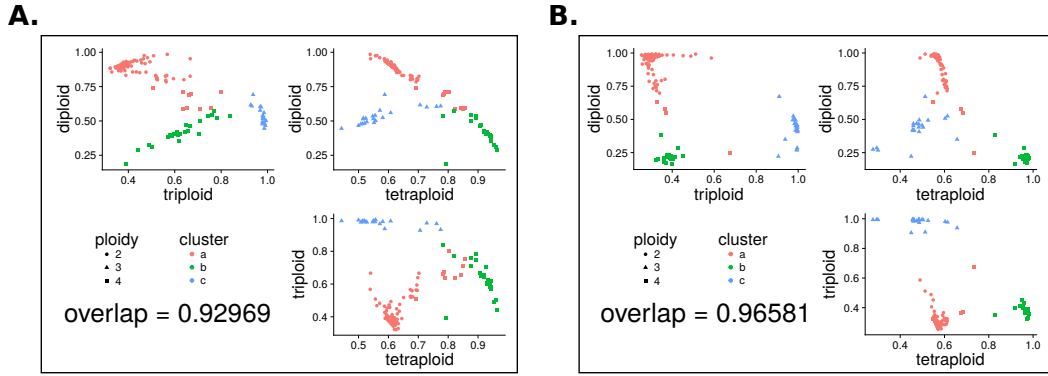 A.
1.00
0.75
0.50
0.25
diploid
0.4
0.6
0.8
1.0
triploid
1.00
0.75
0.50
0.25
diploid
0.5
0.6
0.7
0.8
0.9
tetraploid
1.0
0.8
0.6
0.4
triploid
0.5
0.6
0.7
0.8
0.9
tetraploid
ploidy
2
3
4
cluster
a
b
c
overlap = 0.92969
B.
1.00
0.75
0.50
0.25
diploid
0.4
0.6
0.8
1.0
triploid
1.00
0.75
0.50
0.25
diploid
0.4
0.6
0.8
1.0
tetraploid
1.0
0.8
0.6
0.4
triploid
0.4
0.6
0.8
1.0
tetraploid
ploidy
2
3
4
cluster
a
b
c
overlap = 0.96581